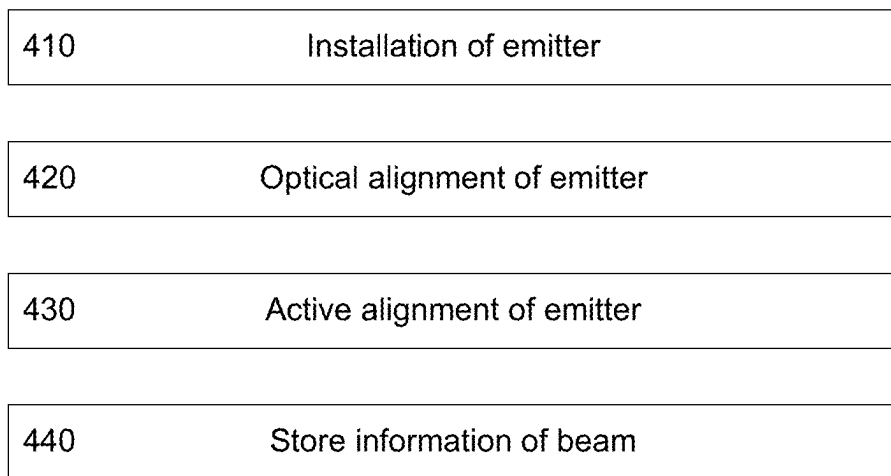 410 Installation of emitter
420 Optical alignment of emitter
430 Active alignment of emitter
440 Store information of beam